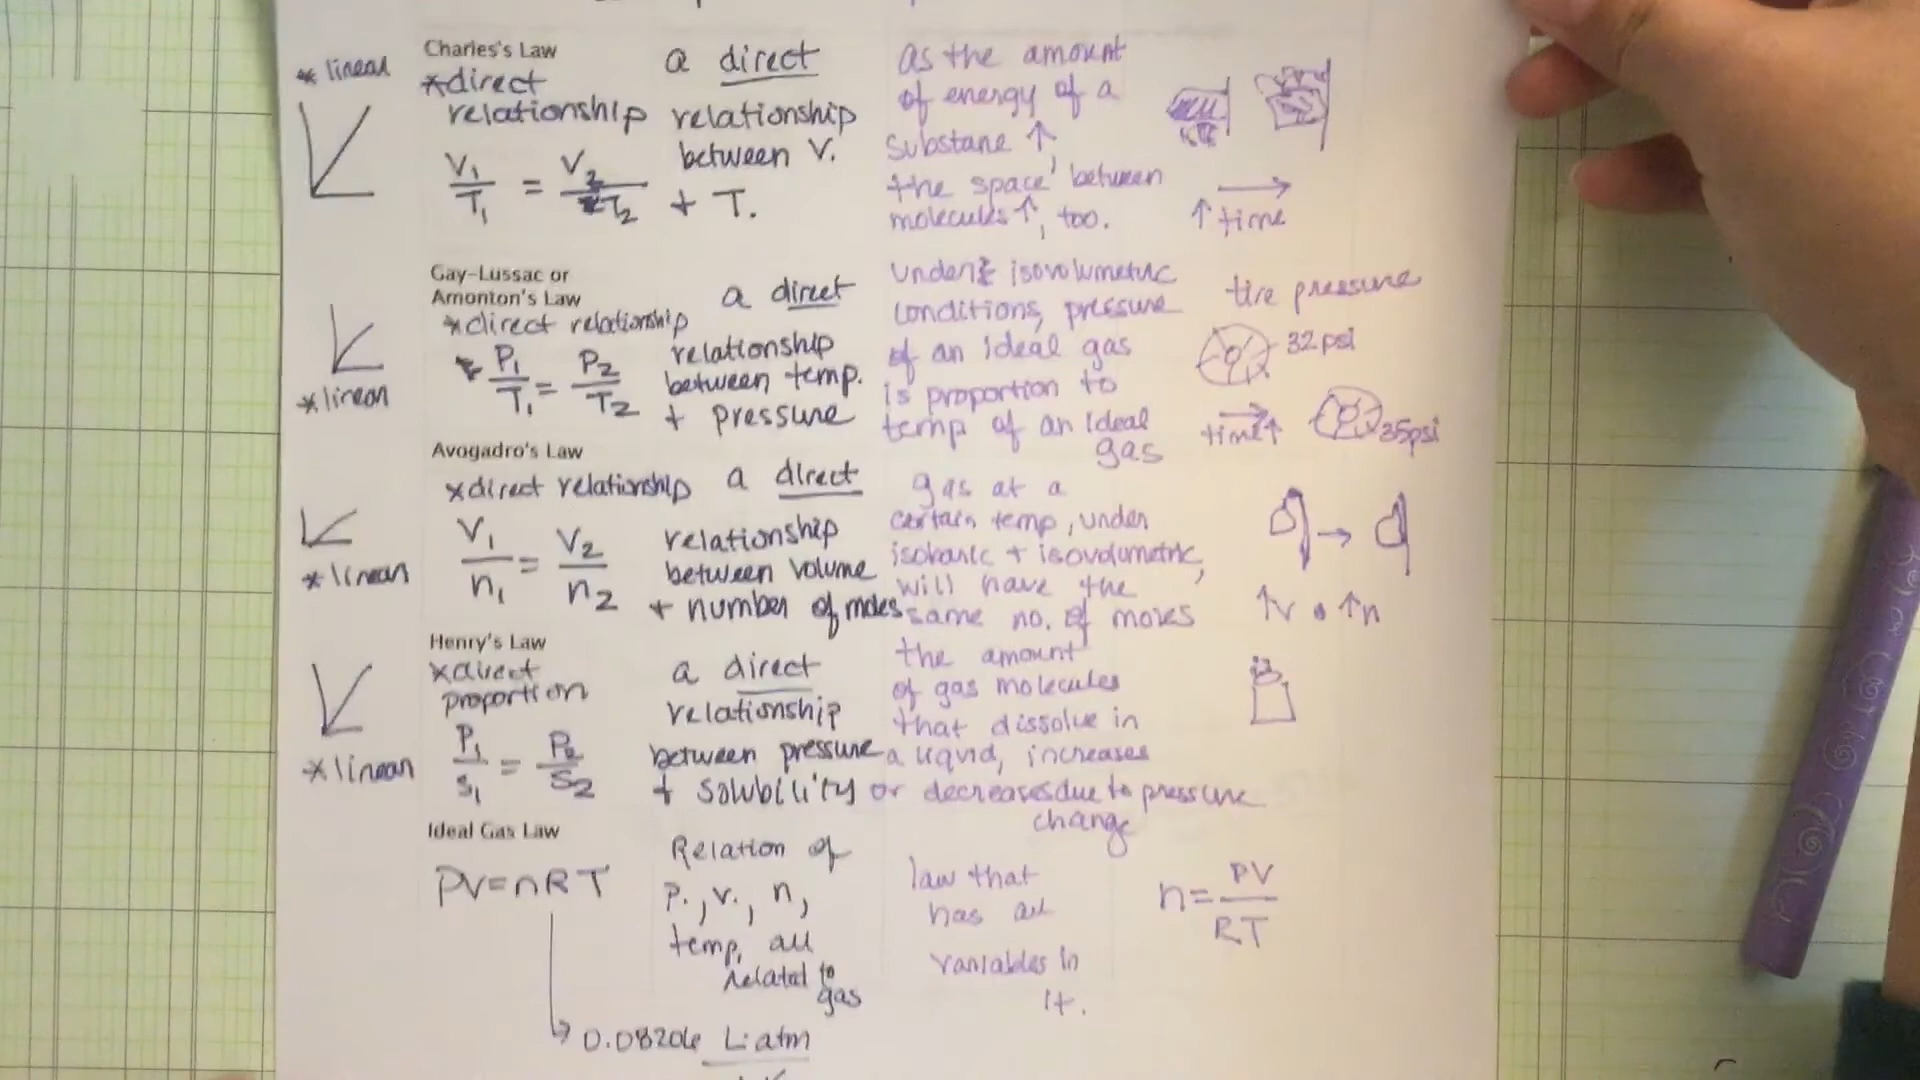 Charles's Law
* linear
*direct
relationship
V1/T1 = V2/T2
a direct
relationship
between V.
+ T.
as the amount
of energy of a
substane ↑
the space between
molecules ↑, too.
→
↑ time
Gay-Lussac or
Amonton's Law
*direct relationship
P1/T1 = P2/T2
*linear
a direct
relationship
between temp.
+ pressure
under isovolumetric
conditions, pressure
of an ideal gas
is proportion to
temp of an ideal
gas
tire pressure
32 psi
→
time↑
35psi
Avogadro's Law
*direct relationship
V1/n1 = V2/n2
*linear
a direct
relationship
between volume
+ number of moles
gas at a
certain temp, under
isobaric + isovolumetric,
will have the
same no. of moles
→
↑v • ↑n
Henry's Law
*direct
proportion
P1/S1 = P2/S2
*linear
a direct
relationship
between pressure
+ solubility
the amount
of gas molecules
that dissolve in
a liquid, increases
or decreases due to pressure
change
Ideal Gas Law
PV=nRT
0.08206 L·atm
Relation of
P., V., n,
temp, all
related to
gas
law that
has all
variables in
it.
n= PV/RT